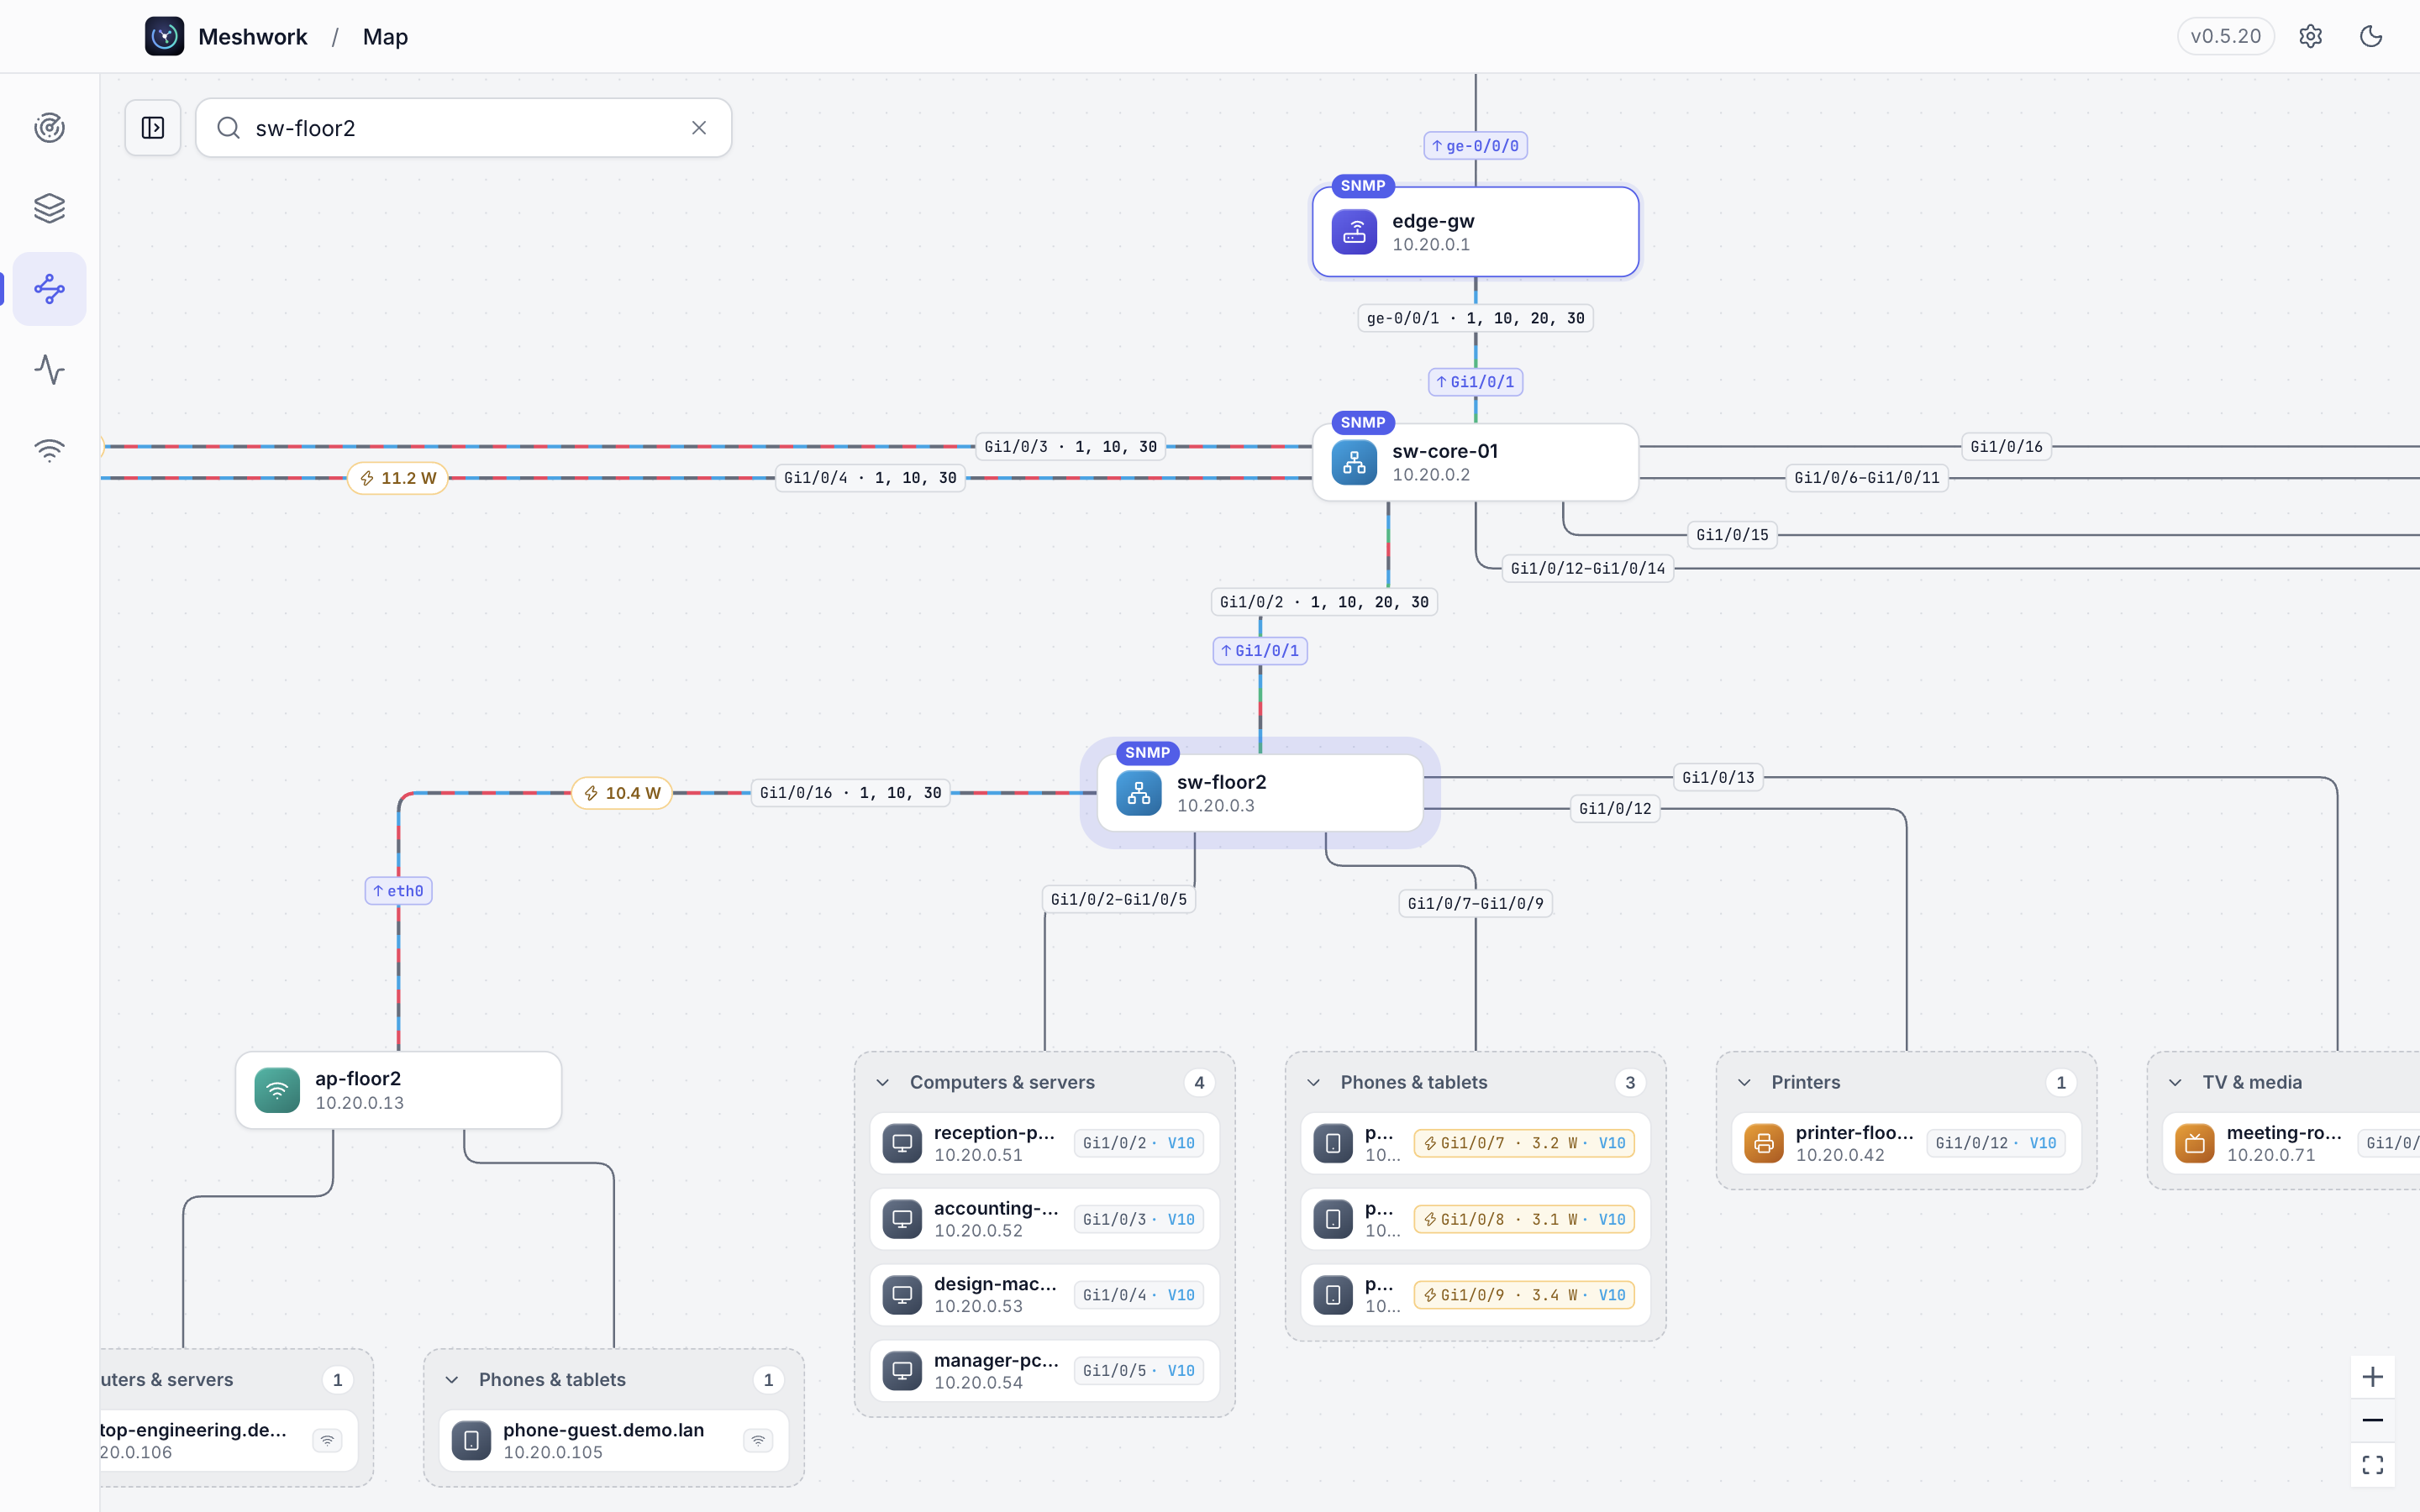 Meshwork / Map
v0.5.20
sw-floor2
↑ ge-0/0/0
SNMP
edge-gw
10.20.0.1
ge-0/0/1 · 1, 10, 20, 30
↑ Gi1/0/1
SNMP
sw-core-01
10.20.0.2
Gi1/0/3 · 1, 10, 30
Gi1/0/16
11.2 W
Gi1/0/4 · 1, 10, 30
Gi1/0/6–Gi1/0/11
Gi1/0/15
Gi1/0/12–Gi1/0/14
Gi1/0/2 · 1, 10, 20, 30
↑ Gi1/0/1
SNMP
sw-floor2
10.20.0.3
10.4 W
Gi1/0/16 · 1, 10, 30
Gi1/0/13
Gi1/0/12
↑ eth0
Gi1/0/2–Gi1/0/5
Gi1/0/7–Gi1/0/9
ap-floor2
10.20.0.13
Computers & servers 4
reception-p...
10.20.0.51
Gi1/0/2 · V10
accounting-...
10.20.0.52
Gi1/0/3 · V10
design-mac...
10.20.0.53
Gi1/0/4 · V10
manager-pc...
10.20.0.54
Gi1/0/5 · V10
Phones & tablets 3
p...
10...
Gi1/0/7 · 3.2 W · V10
p...
10...
Gi1/0/8 · 3.1 W · V10
p...
10...
Gi1/0/9 · 3.4 W · V10
Printers 1
printer-floo...
10.20.0.42
Gi1/0/12 · V10
TV & media
meeting-ro...
10.20.0.71
Gi1/0/
uters & servers 1
top-engineering.de...
20.0.106
Phones & tablets 1
phone-guest.demo.lan
10.20.0.105